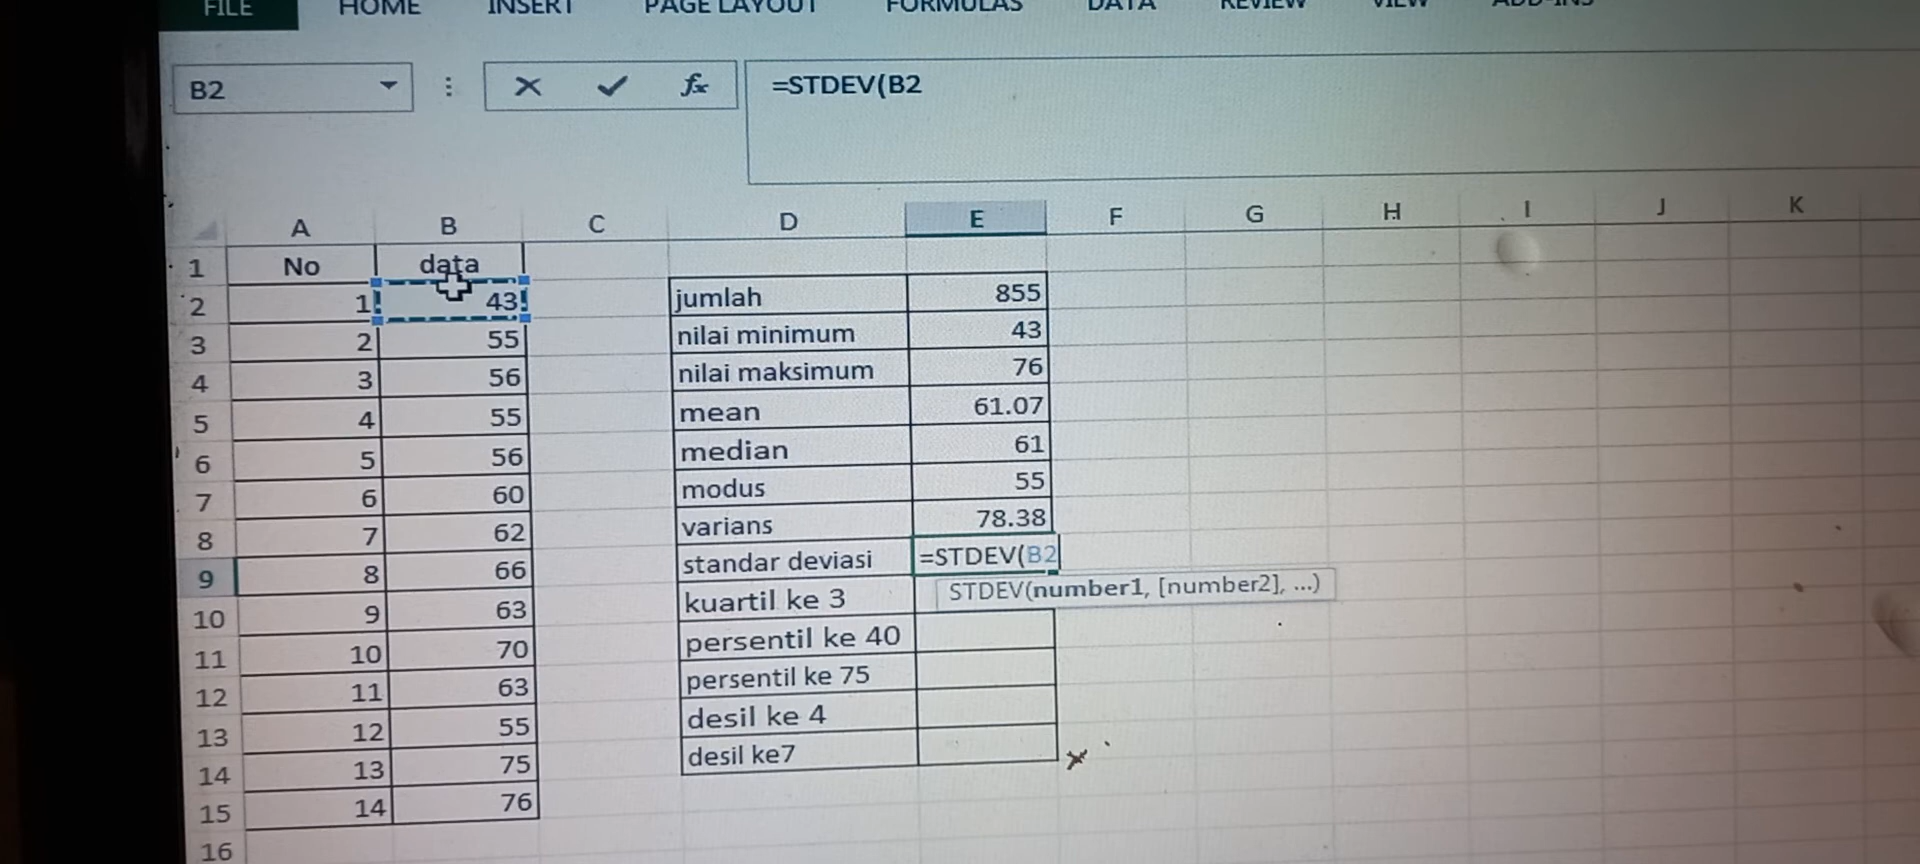 FILE HOME INSERT PAGE LAYOUT FORMULAS DATA REVIEW VIEW ADD-INS
B2 fx =STDEV(B2
A B C D E F G H I J K
1 No data
2 1 43 jumlah 855
3 2 55 nilai minimum 43
4 3 56 nilai maksimum 76
5 4 55 mean 61.07
6 5 56 median 61
7 6 60 modus 55
8 7 62 varians 78.38
9 8 66 standar deviasi =STDEV(B2
STDEV(number1, [number2], ...)
10 9 63 kuartil ke 3
11 10 70 persentil ke 40
12 11 63 persentil ke 75
13 12 55 desil ke 4
14 13 75 desil ke7
15 14 76
16